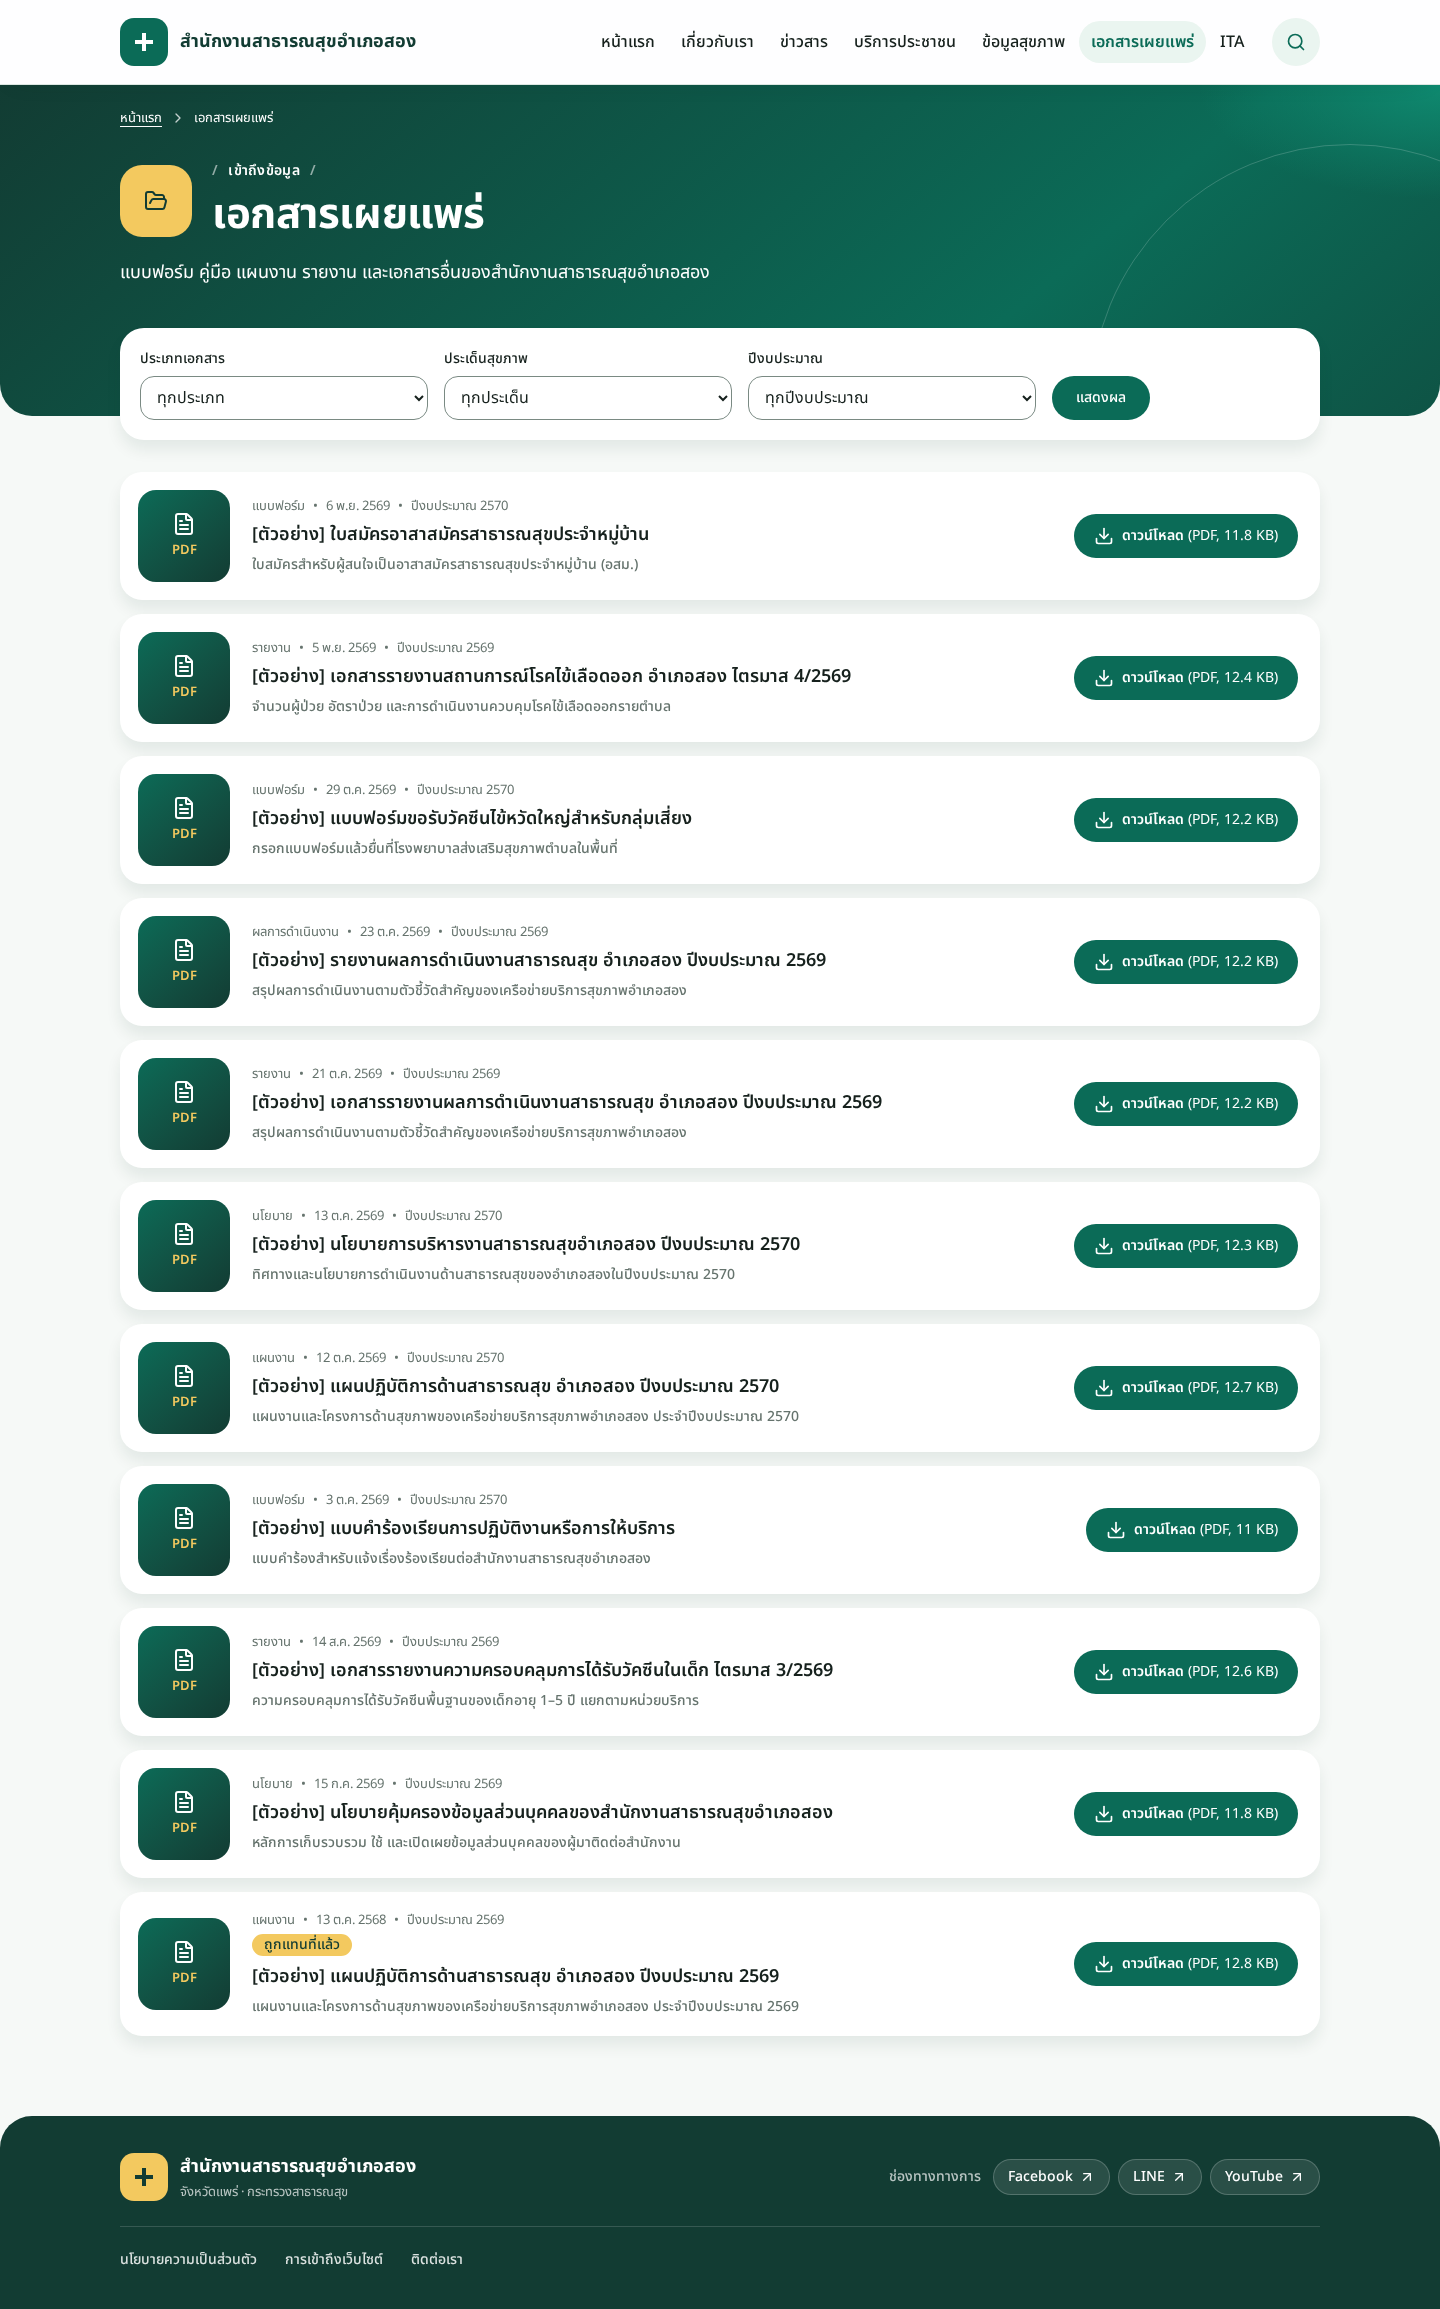 สำนักงานสาธารณสุขอำเภอสอง
หน้าแรก เกี่ยวกับเรา ข่าวสาร บริการประชาชน ข้อมูลสุขภาพ เอกสารเผยแพร่ ITA
หน้าแรก > เอกสารเผยแพร่
/ เข้าถึงข้อมูล /
เอกสารเผยแพร่
แบบฟอร์ม คู่มือ แผนงาน รายงาน และเอกสารอื่นของสำนักงานสาธารณสุขอำเภอสอง
ประเภทเอกสาร ประเด็นสุขภาพ ปีงบประมาณ
ทุกประเภท ทุกประเด็น ทุกปีงบประมาณ แสดงผล
แบบฟอร์ม • 6 พ.ย. 2569 • ปีงบประมาณ 2570
[ตัวอย่าง] ใบสมัครอาสาสมัครสาธารณสุขประจำหมู่บ้าน
ใบสมัครสำหรับผู้สนใจเป็นอาสาสมัครสาธารณสุขประจำหมู่บ้าน (อสม.)
PDF
ดาวน์โหลด (PDF, 11.8 KB)
รายงาน • 5 พ.ย. 2569 • ปีงบประมาณ 2569
[ตัวอย่าง] เอกสารรายงานสถานการณ์โรคไข้เลือดออก อำเภอสอง ไตรมาส 4/2569
จำนวนผู้ป่วย อัตราป่วย และการดำเนินงานควบคุมโรคไข้เลือดออกรายตำบล
PDF
ดาวน์โหลด (PDF, 12.4 KB)
แบบฟอร์ม • 29 ต.ค. 2569 • ปีงบประมาณ 2570
[ตัวอย่าง] แบบฟอร์มขอรับวัคซีนไข้หวัดใหญ่สำหรับกลุ่มเสี่ยง
กรอกแบบฟอร์มแล้วยื่นที่โรงพยาบาลส่งเสริมสุขภาพตำบลในพื้นที่
PDF
ดาวน์โหลด (PDF, 12.2 KB)
ผลการดำเนินงาน • 23 ต.ค. 2569 • ปีงบประมาณ 2569
[ตัวอย่าง] รายงานผลการดำเนินงานสาธารณสุข อำเภอสอง ปีงบประมาณ 2569
สรุปผลการดำเนินงานตามตัวชี้วัดสำคัญของเครือข่ายบริการสุขภาพอำเภอสอง
PDF
ดาวน์โหลด (PDF, 12.2 KB)
รายงาน • 21 ต.ค. 2569 • ปีงบประมาณ 2569
[ตัวอย่าง] เอกสารรายงานผลการดำเนินงานสาธารณสุข อำเภอสอง ปีงบประมาณ 2569
สรุปผลการดำเนินงานตามตัวชี้วัดสำคัญของเครือข่ายบริการสุขภาพอำเภอสอง
PDF
ดาวน์โหลด (PDF, 12.2 KB)
นโยบาย • 13 ต.ค. 2569 • ปีงบประมาณ 2570
[ตัวอย่าง] นโยบายการบริหารงานสาธารณสุขอำเภอสอง ปีงบประมาณ 2570
ทิศทางและนโยบายการดำเนินงานด้านสาธารณสุขของอำเภอสองในปีงบประมาณ 2570
PDF
ดาวน์โหลด (PDF, 12.3 KB)
แผนงาน • 12 ต.ค. 2569 • ปีงบประมาณ 2570
[ตัวอย่าง] แผนปฏิบัติการด้านสาธารณสุข อำเภอสอง ปีงบประมาณ 2570
แผนงานและโครงการด้านสุขภาพของเครือข่ายบริการสุขภาพอำเภอสอง ประจำปีงบประมาณ 2570
PDF
ดาวน์โหลด (PDF, 12.7 KB)
แบบฟอร์ม • 3 ต.ค. 2569 • ปีงบประมาณ 2570
[ตัวอย่าง] แบบคำร้องเรียนการปฏิบัติงานหรือการให้บริการ
แบบคำร้องสำหรับแจ้งเรื่องร้องเรียนต่อสำนักงานสาธารณสุขอำเภอสอง
PDF
ดาวน์โหลด (PDF, 11 KB)
รายงาน • 14 ส.ค. 2569 • ปีงบประมาณ 2569
[ตัวอย่าง] เอกสารรายงานความครอบคลุมการได้รับวัคซีนในเด็ก ไตรมาส 3/2569
ความครอบคลุมการได้รับวัคซีนพื้นฐานของเด็กอายุ 1–5 ปี แยกตามหน่วยบริการ
PDF
ดาวน์โหลด (PDF, 12.6 KB)
นโยบาย • 15 ก.ค. 2569 • ปีงบประมาณ 2569
[ตัวอย่าง] นโยบายคุ้มครองข้อมูลส่วนบุคคลของสำนักงานสาธารณสุขอำเภอสอง
หลักการเก็บรวบรวม ใช้ และเปิดเผยข้อมูลส่วนบุคคลของผู้มาติดต่อสำนักงาน
PDF
ดาวน์โหลด (PDF, 11.8 KB)
แผนงาน • 13 ต.ค. 2568 • ปีงบประมาณ 2569
ถูกแทนที่แล้ว
[ตัวอย่าง] แผนปฏิบัติการด้านสาธารณสุข อำเภอสอง ปีงบประมาณ 2569
แผนงานและโครงการด้านสุขภาพของเครือข่ายบริการสุขภาพอำเภอสอง ประจำปีงบประมาณ 2569
PDF
ดาวน์โหลด (PDF, 12.8 KB)
สำนักงานสาธารณสุขอำเภอสอง
จังหวัดแพร่ · กระทรวงสาธารณสุข
ช่องทางทางการ Facebook LINE YouTube
นโยบายความเป็นส่วนตัว การเข้าถึงเว็บไซต์ ติดต่อเรา